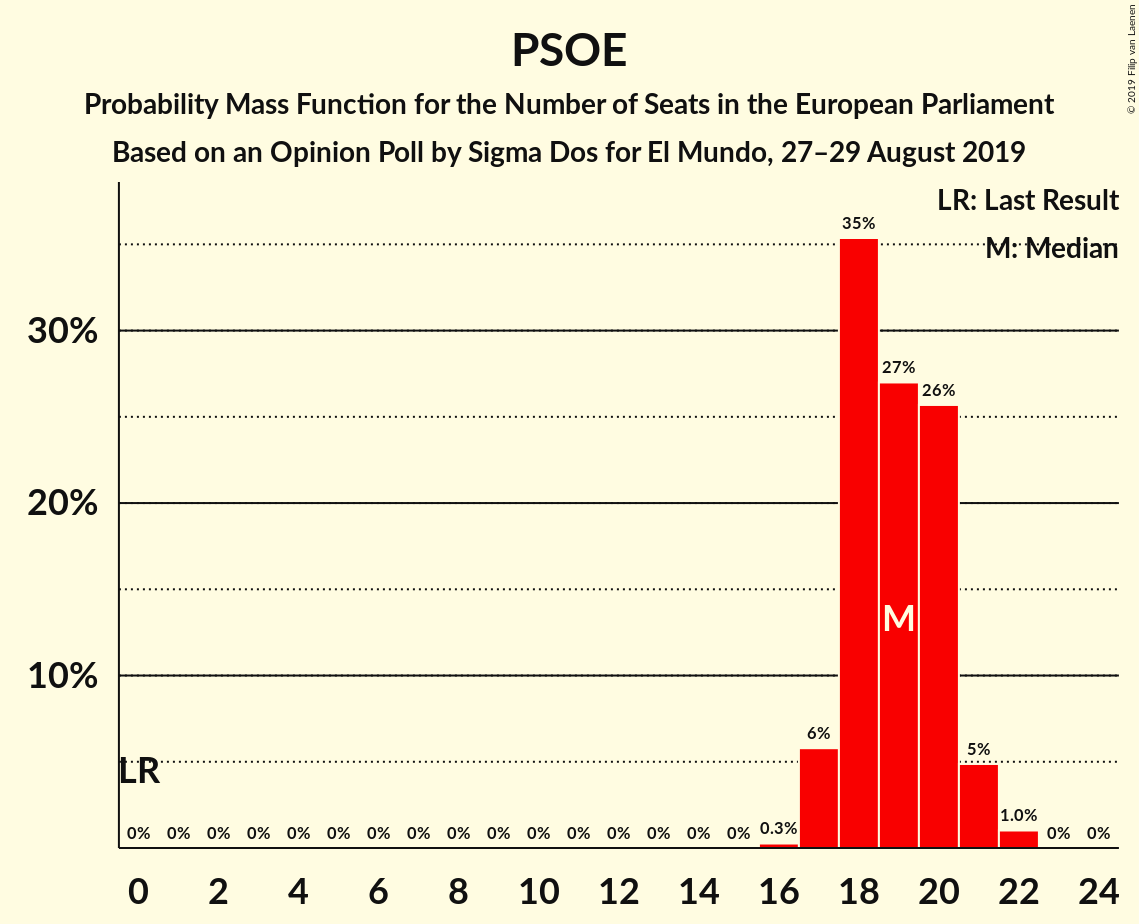 PSOE
Probability Mass Function for the Number of Seats in the European Parliament
Based on an Opinion Poll by Sigma Dos for El Mundo, 27–29 August 2019
© 2019 Filip van Laenen
LR: Last Result
M: Median
30%
20%
10%
LR
0% 0% 0% 0% 0% 0% 0% 0% 0% 0% 0% 0% 0% 0% 0% 0% 0.3% 6% 35% 27% 26% 5% 1.0% 0% 0%
M
0 2 4 6 8 10 12 14 16 18 20 22 24